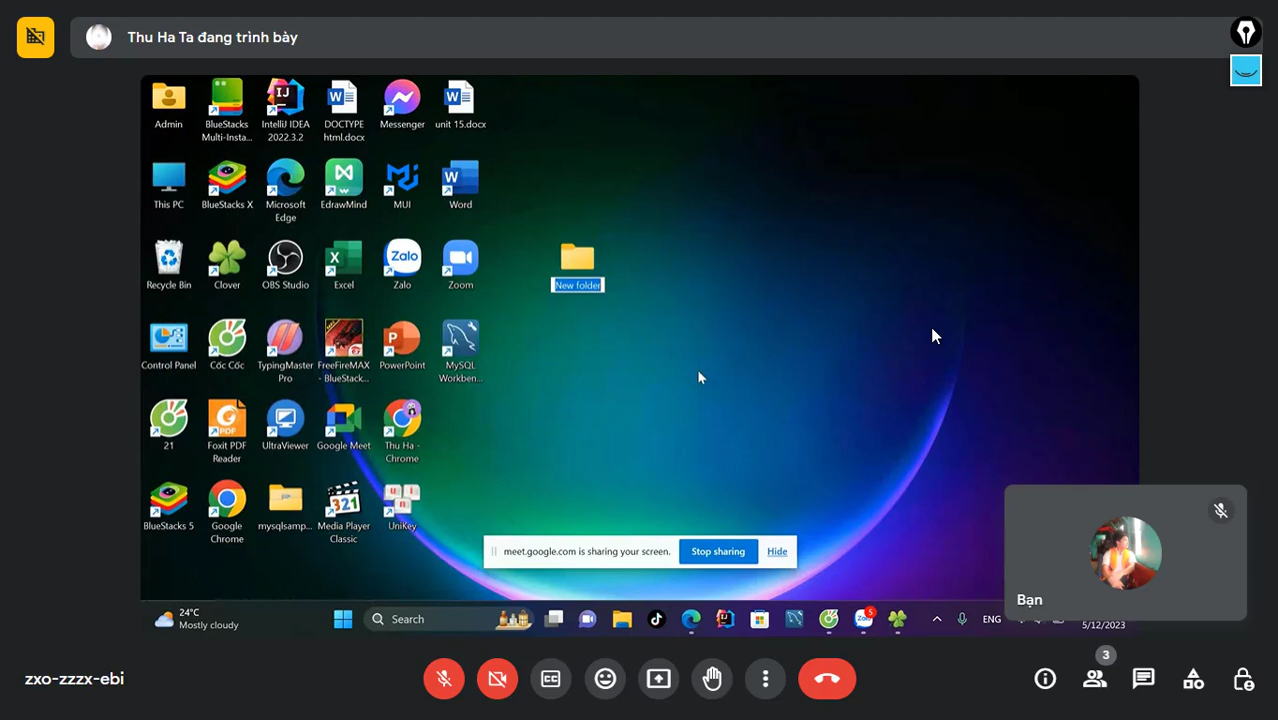 Thu Ha Ta đang trình bày
Admin
BlueStacks
Multi-Insta...
IntelliJ IDEA
2022.3.2
DOCTYPE
html.docx
Messenger
unit 15.docx
This PC
BlueStacks X
Microsoft
Edge
EdrawMind
MUI
Word
Recycle Bin
Clover
OBS Studio
Excel
Zalo
Zalo
Zoom
New folder
Control Panel
Cốc Cốc
TypingMaster
Pro
FreeFireMAX
- BlueStack...
PowerPoint
MySQL
Workben...
21
Foxit PDF
Reader
UltraViewer
Google Meet
Thu Ha -
Chrome
BlueStacks 5
Google
Chrome
mysqlsamp...
Media Player
Classic
UniKey
meet.google.com is sharing your screen.
Stop sharing
Hide
Bạn
24°C
Mostly cloudy
Search
5
ENG
5/12/2023
zxo-zzzx-ebi
3